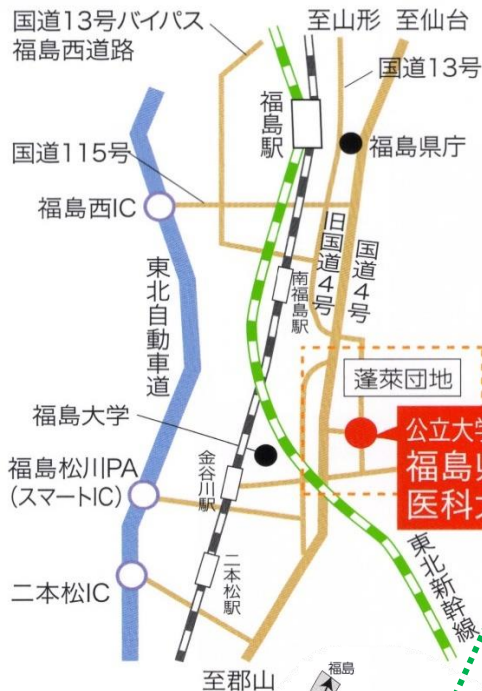 国道13号バイパス
福島西道路
至山形
至仙台
国道13号
福島駅
福島県庁
国道115号
福島西IC
旧国道4号
国道4号
東北自動車道
南福島駅
蓬莱団地
福島大学
公立大学
福島県
医科大
福島松川PA
(スマートIC)
金谷川駅
二本松IC
二本松駅
東北新幹線
至郡山
福島